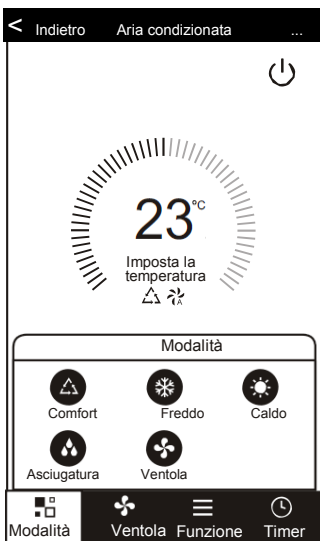 < Indietro Aria condizionata ...
23°C
Imposta la
temperatura
A
Modalità
Comfort Freddo Caldo
Asciugatura Ventola
Modalità Ventola Funzione Timer